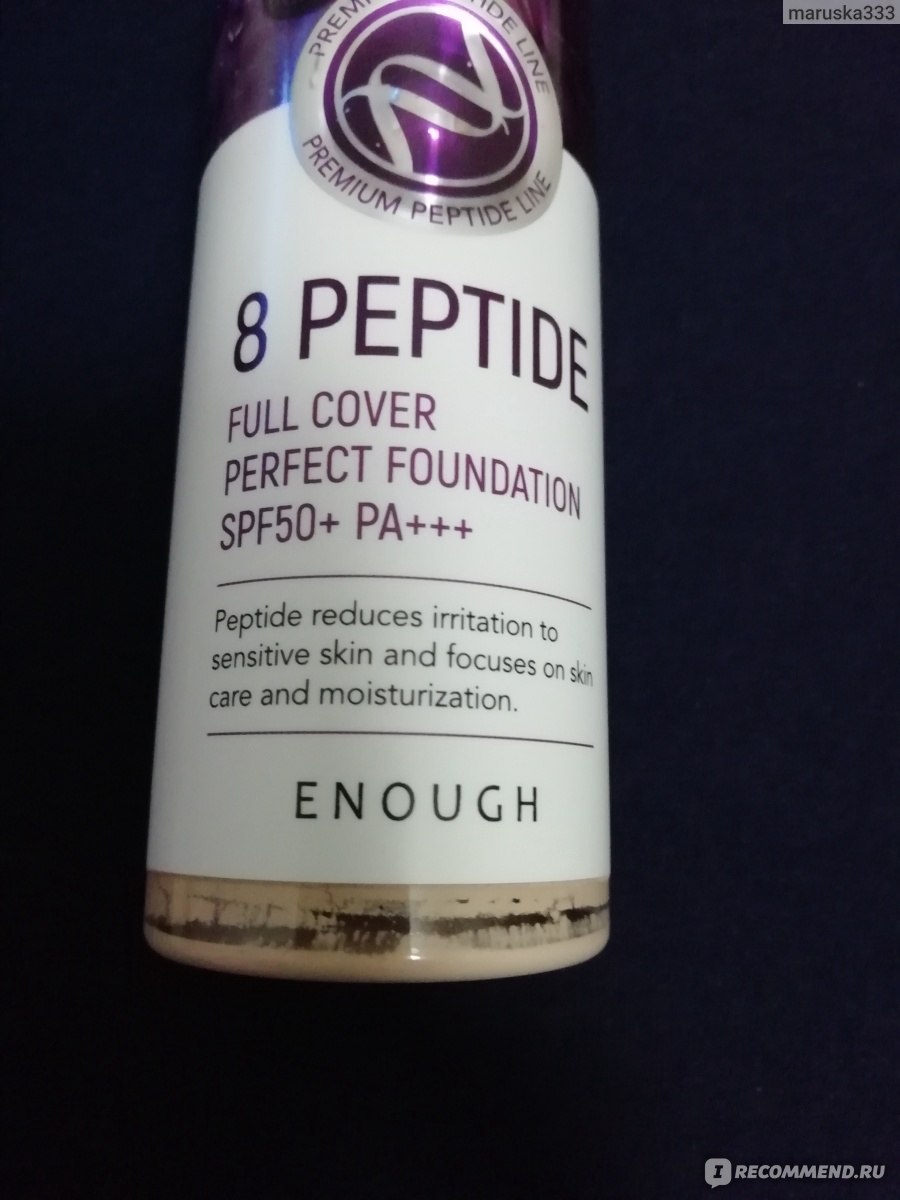 maruska333
PREMIUM PEPTIDE LINE
PREMIUM PEPTIDE LINE
8 PEPTIDE
FULL COVER
PERFECT FOUNDATION
SPF50+ PA+++
Peptide reduces irritation to
sensitive skin and focuses on skin
care and moisturization.
ENOUGH
IRECOMMEND.RU